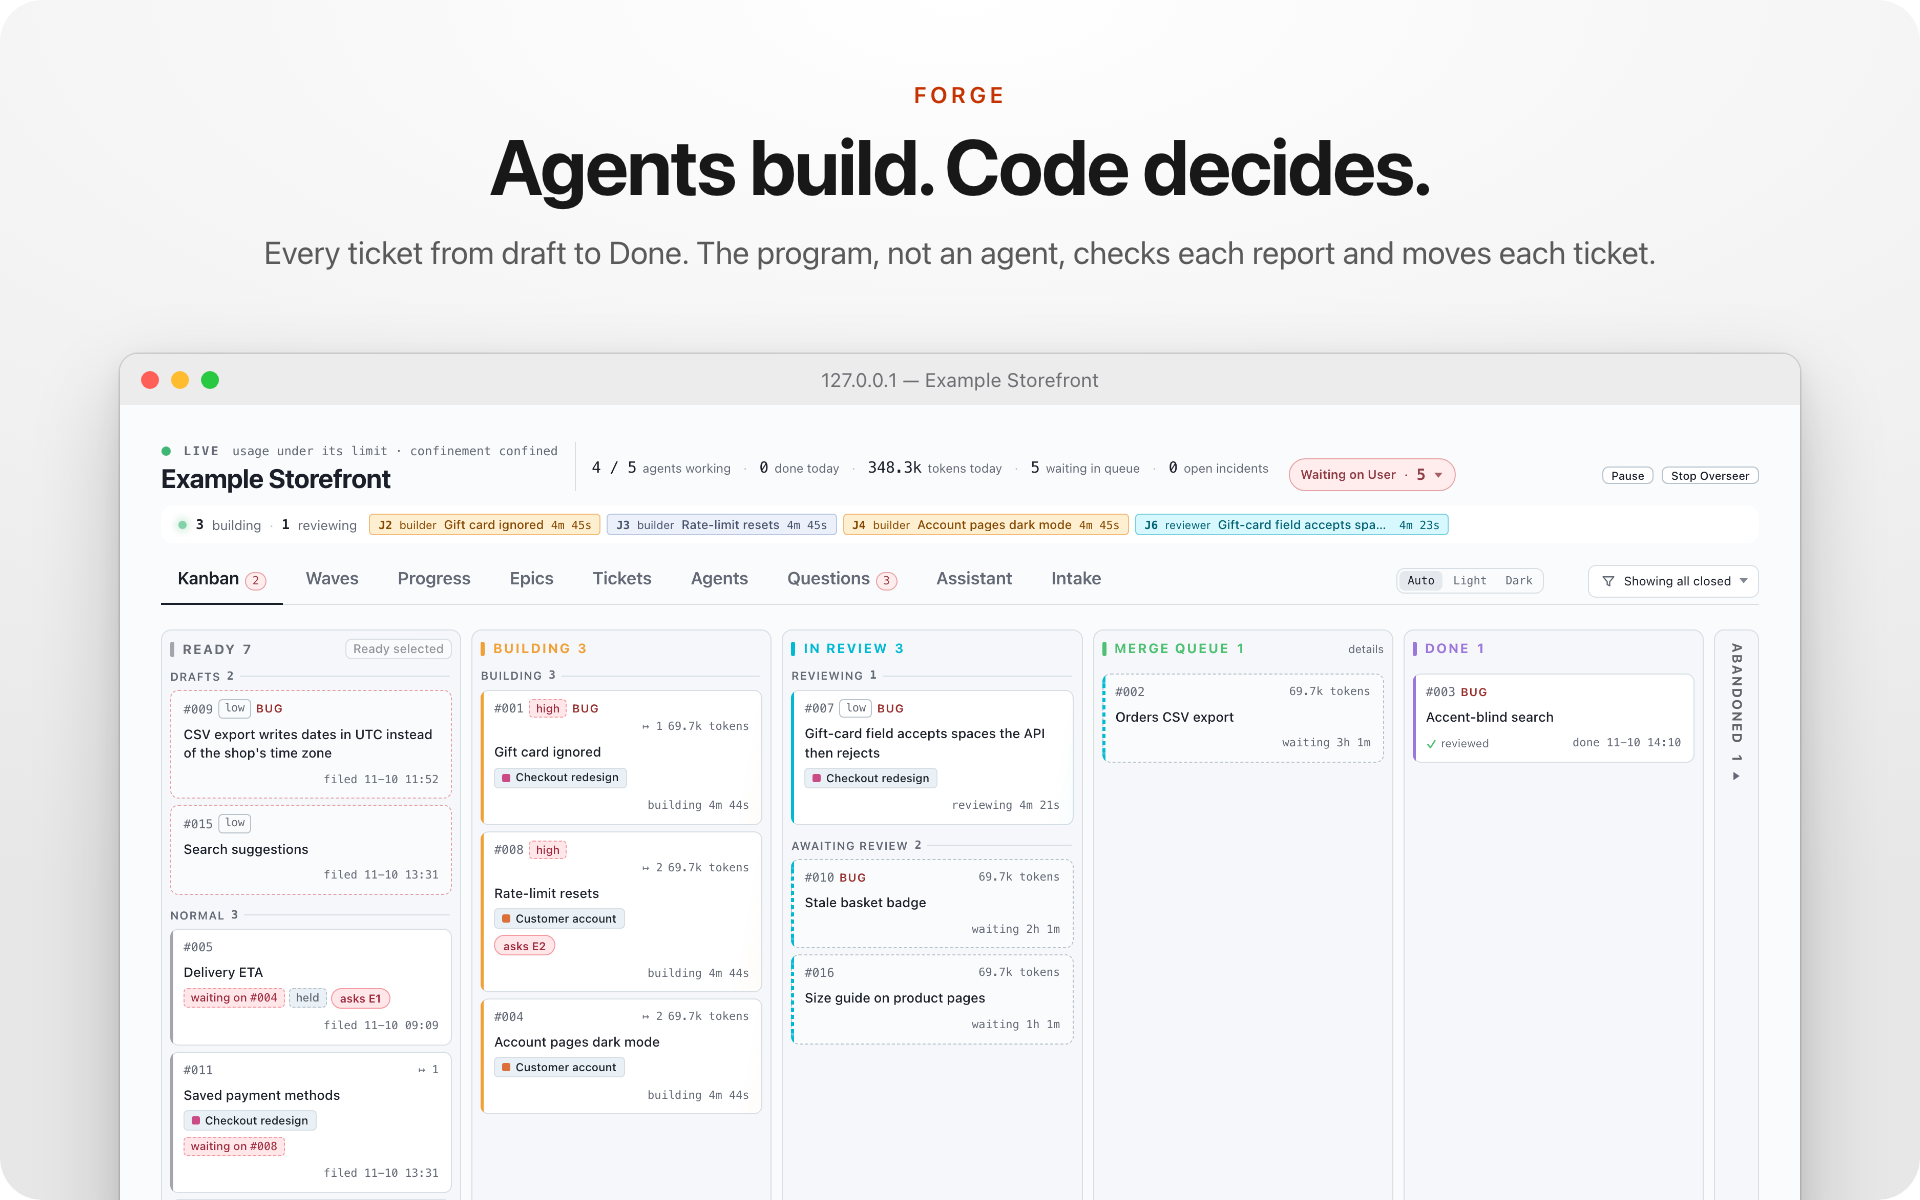 FORGE
Agents build. Code decides.
Every ticket from draft to Done. The program, not an agent, checks each report and moves each ticket.
127.0.0.1 — Example Storefront
LIVE usage under its limit · confinement confined
Example Storefront
4 / 5 agents working · 0 done today · 348.3k tokens today · 5 waiting in queue · 0 open incidents
Waiting on User · 5
Pause
Stop Overseer
3 building · 1 reviewing
J2 builder Gift card ignored 4m 45s
J3 builder Rate-limit resets 4m 45s
J4 builder Account pages dark mode 4m 45s
J6 reviewer Gift-card field accepts spa... 4m 23s
Kanban 2
Waves
Progress
Epics
Tickets
Agents
Questions 3
Assistant
Intake
Auto Light Dark
Showing all closed
READY 7
Ready selected
DRAFTS 2
#009 low BUG
CSV export writes dates in UTC instead
of the shop's time zone
filed 11-10 11:52
#015 low
Search suggestions
filed 11-10 13:31
NORMAL 3
#005
Delivery ETA
waiting on #004 held asks E1
filed 11-10 09:09
#011 ↦ 1
Saved payment methods
Checkout redesign
waiting on #008
filed 11-10 13:31
BUILDING 3
BUILDING 3
#001 high BUG
↦ 1 69.7k tokens
Gift card ignored
Checkout redesign
building 4m 44s
#008 high
↦ 2 69.7k tokens
Rate-limit resets
Customer account
asks E2
building 4m 44s
#004 ↦ 2 69.7k tokens
Account pages dark mode
Customer account
building 4m 44s
IN REVIEW 3
REVIEWING 1
#007 low BUG
Gift-card field accepts spaces the API
then rejects
Checkout redesign
reviewing 4m 21s
AWAITING REVIEW 2
#010 BUG 69.7k tokens
Stale basket badge
waiting 2h 1m
#016 69.7k tokens
Size guide on product pages
waiting 1h 1m
MERGE QUEUE 1
details
#002 69.7k tokens
Orders CSV export
waiting 3h 1m
DONE 1
#003 BUG
Accent-blind search
✓ reviewed done 11-10 14:10
ABANDONED 1